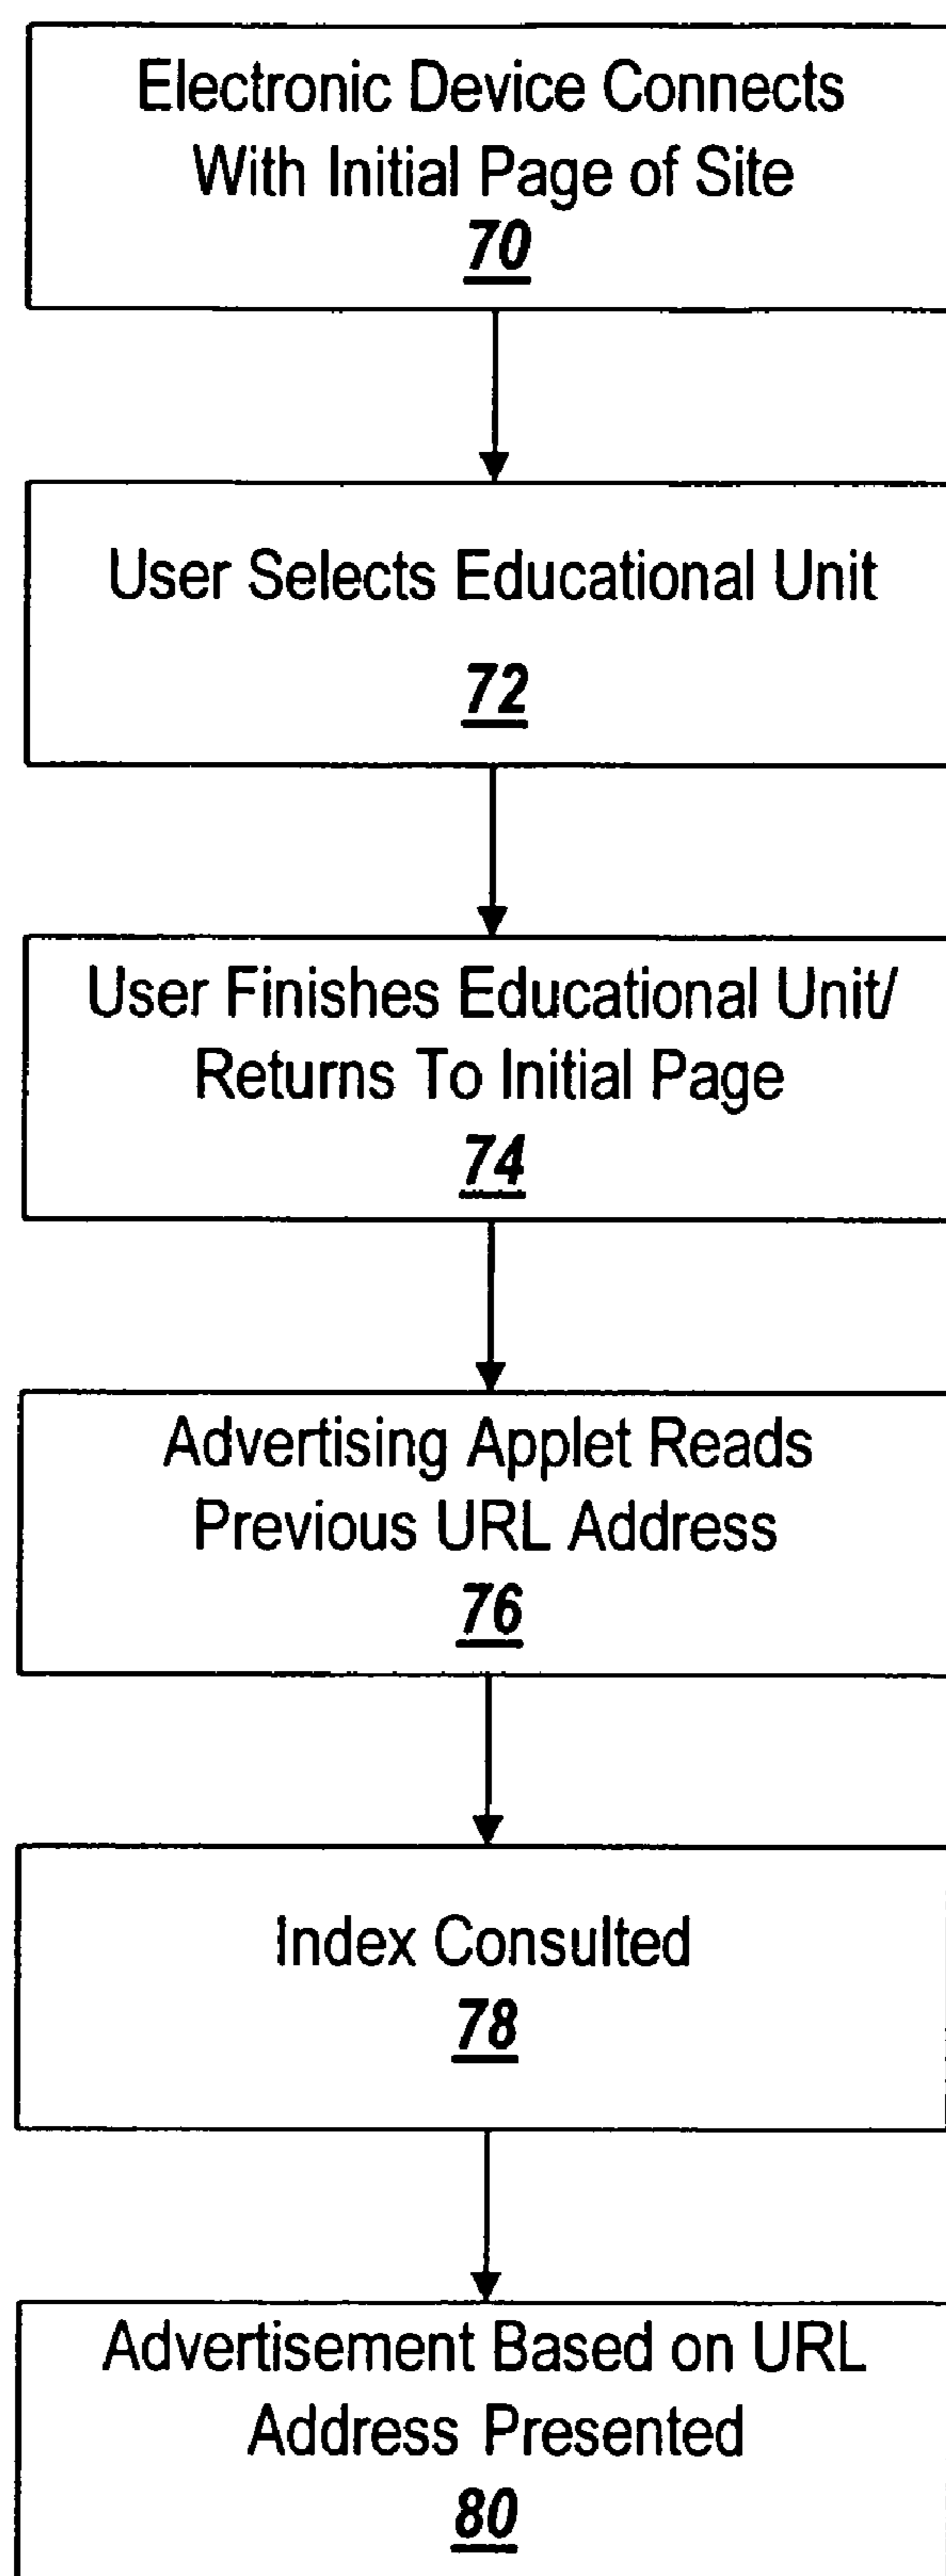 Electronic Device Connects
With Initial Page of Site
70
User Selects Educational Unit
72
User Finishes Educational Unit/
Returns To Initial Page
74
Advertising Applet Reads
Previous URL Address
76
Index Consulted
78
Advertisement Based on URL
Address Presented
80